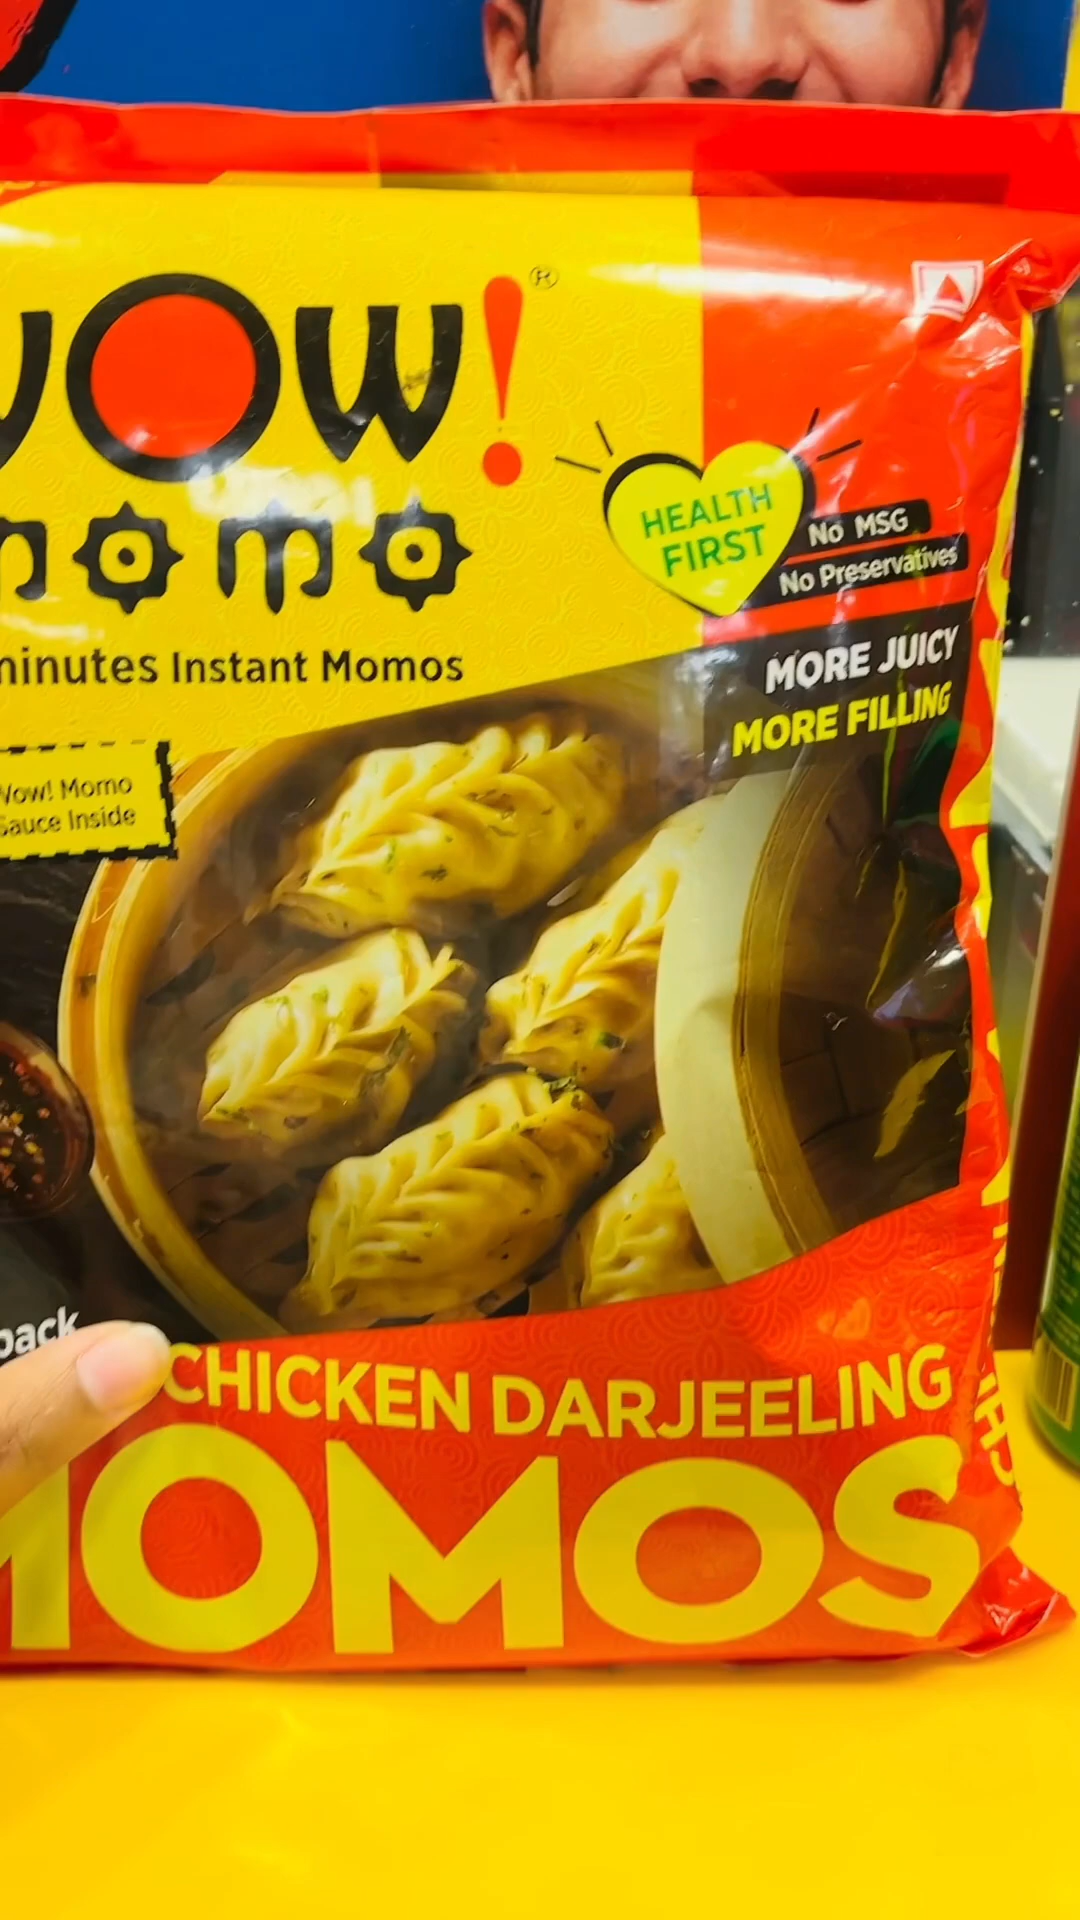 WOW!®
momo
minutes Instant Momos
HEALTH
FIRST
No MSG
No Preservatives
MORE JUICY
MORE FILLING
Wow! Momo
Sauce Inside
pack
CHICKEN DARJEELING
MOMOS